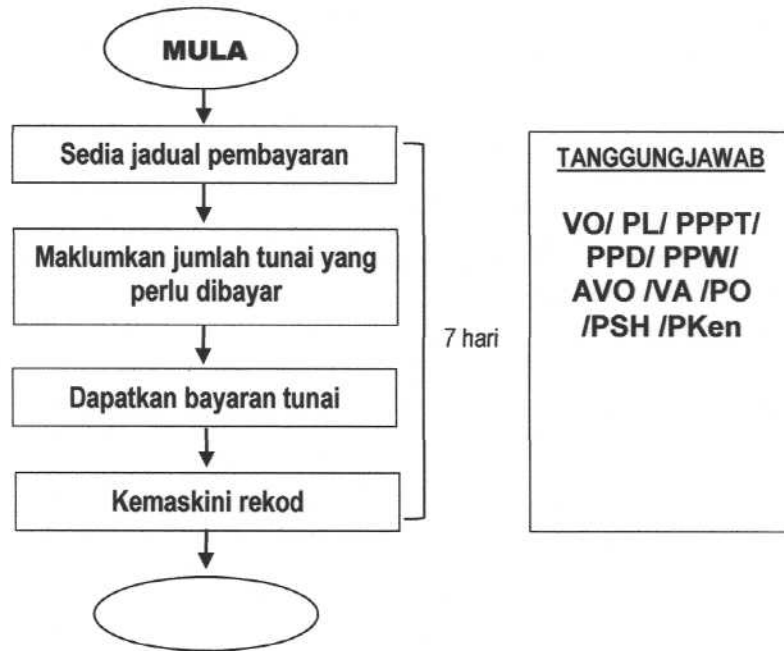 MULA
Sedia jadual pembayaran
Maklumkan jumlah tunai yang
perlu dibayar
Dapatkan bayaran tunai
Kemaskini rekod
7 hari
TANGGUNGJAWAB
VO/ PL/ PPPT/
PPD/ PPW/
AVO /VA /PO
/PSH /PKen